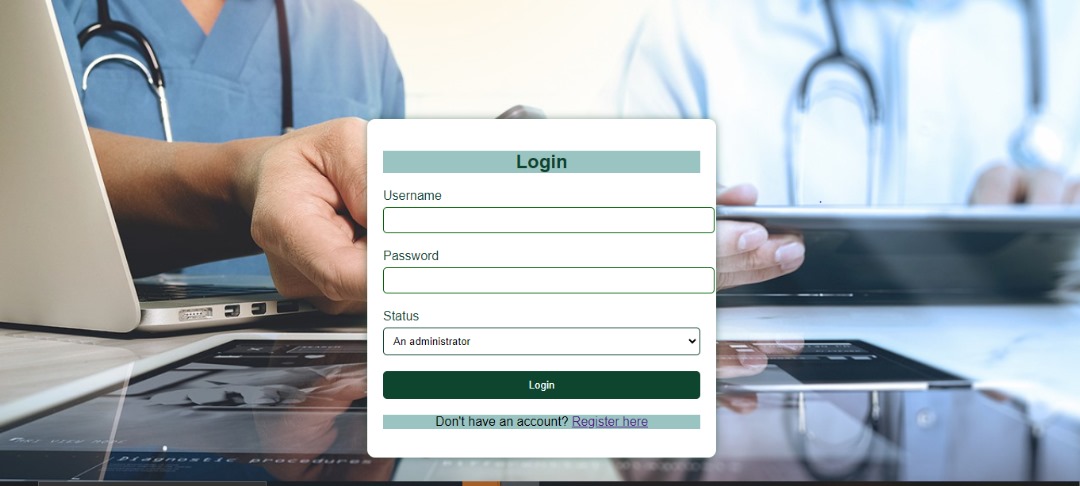 Login
Username
Password
Status
An administrator
Login
Don't have an account? Register here
Diagnostic procedures